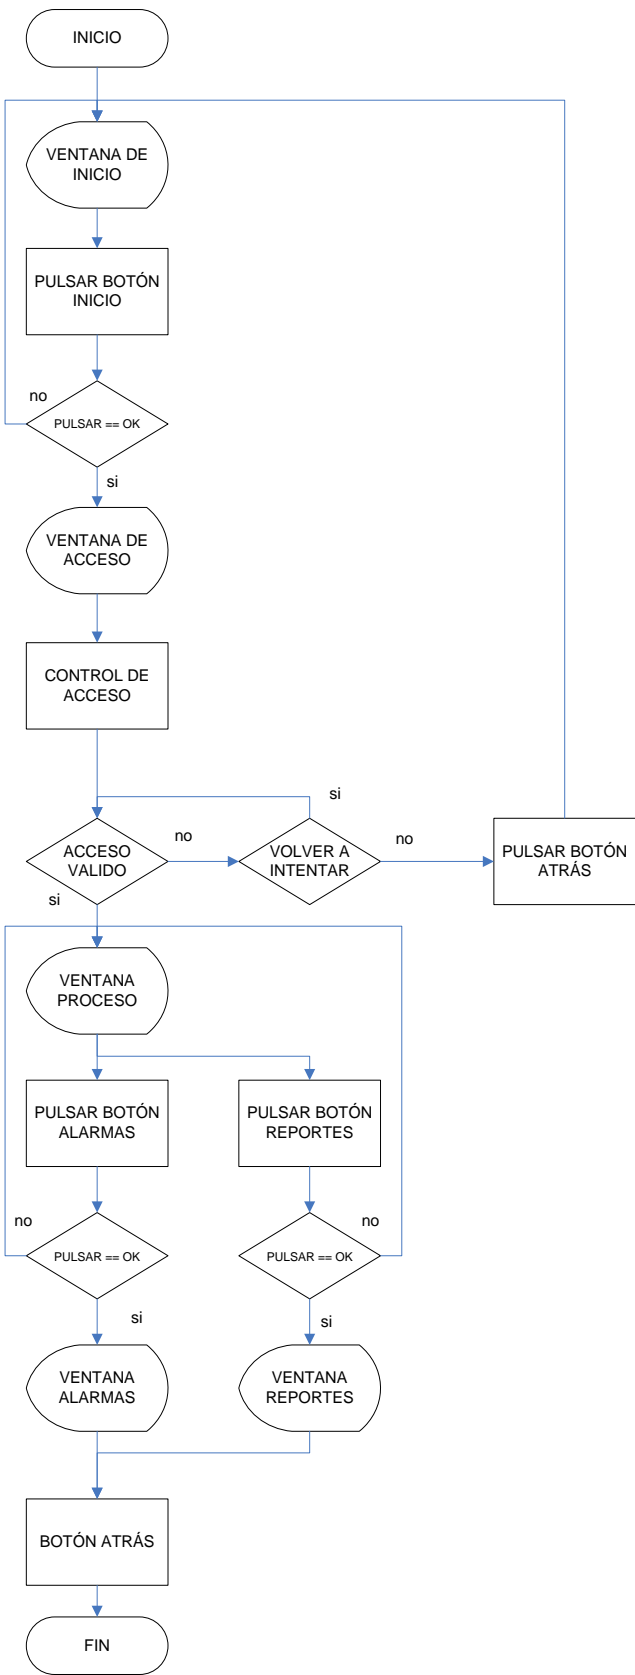 INICIO
VENTANA DE
INICIO
PULSAR BOTÓN
INICIO
no
PULSAR == OK
si
VENTANA DE
ACCESO
CONTROL DE
ACCESO
si
ACCESO
VALIDO
no
VOLVER A
INTENTAR
no
PULSAR BOTÓN
ATRÁS
si
VENTANA
PROCESO
PULSAR BOTÓN
ALARMAS
PULSAR BOTÓN
REPORTES
no
PULSAR == OK
no
PULSAR == OK
si
si
VENTANA
ALARMAS
VENTANA
REPORTES
BOTÓN ATRÁS
FIN